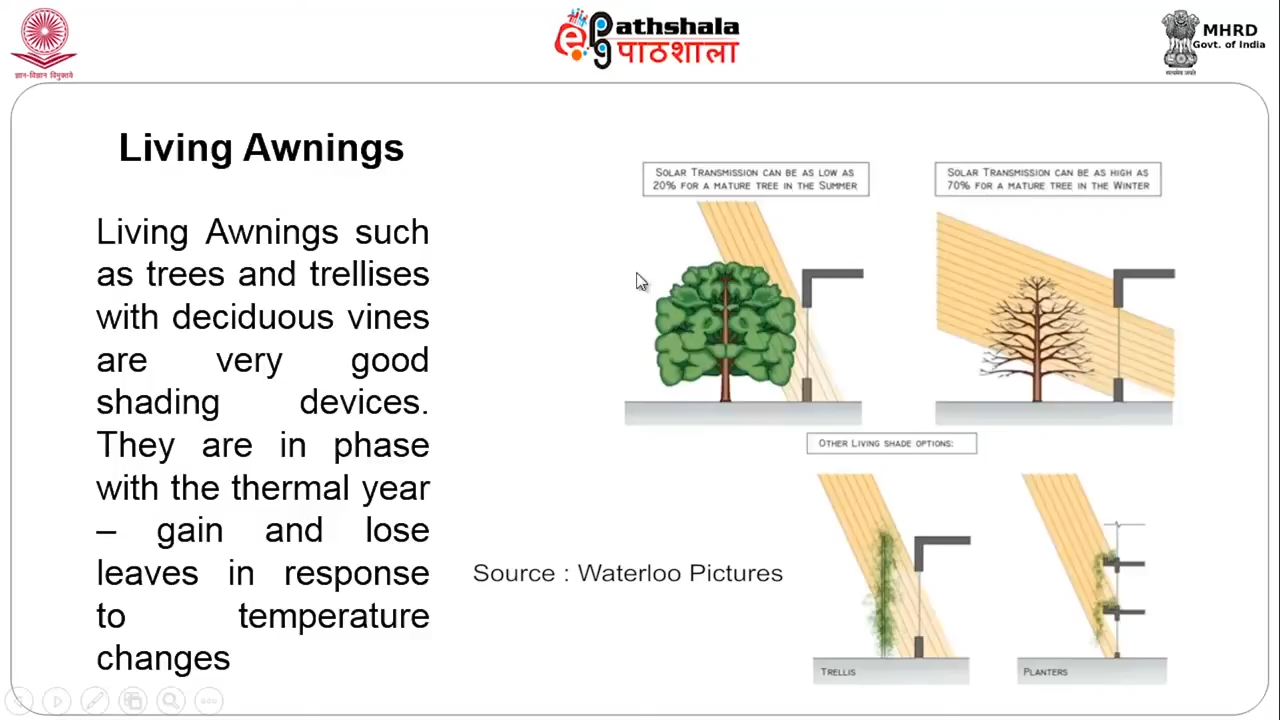 ज्ञान-विज्ञान विमुक्तये
e
Pathshala
पाठशाला
MHRD
Govt. of India
सत्यमेव जयते
Living Awnings
Living Awnings such
as trees and trellises
with deciduous vines
are very good
shading devices.
They are in phase
with the thermal year
– gain and lose
leaves in response
to temperature
changes
SOLAR TRANSMISSION CAN BE AS LOW AS
20% FOR A MATURE TREE IN THE SUMMER
SOLAR TRANSMISSION CAN BE AS HIGH AS
70% FOR A MATURE TREE IN THE WINTER
OTHER LIVING SHADE OPTIONS:
Source : Waterloo Pictures
TRELLIS
PLANTERS